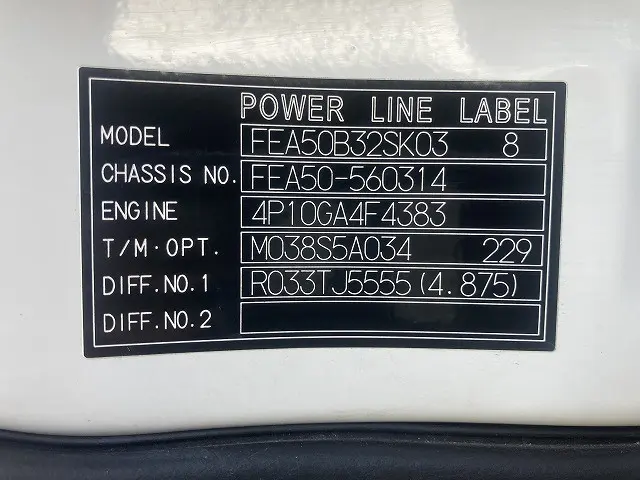 POWER LINE LABEL
MODEL FEA50B32SK03 8
CHASSIS NO. FEA50-560314
ENGINE 4P10GA4F4383
T/M·OPT. M038S5A034 229
DIFF.NO.1 R033TJ5555(4.875)
DIFF.NO.2